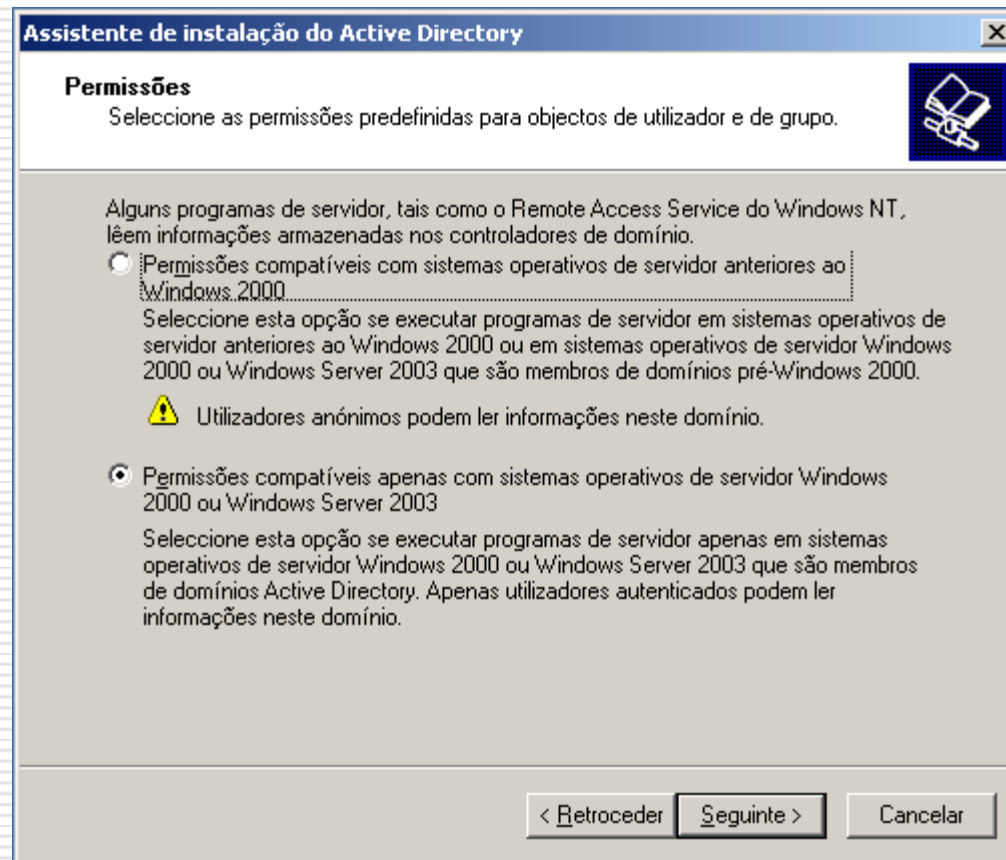 Assistente de instalação do Active Directory
Permissões
Seleccione as permissões predefinidas para objectos de utilizador e de grupo.
Alguns programas de servidor, tais como o Remote Access Service do Windows NT,
lêem informações armazenadas nos controladores de domínio.
Permissões compatíveis com sistemas operativos de servidor anteriores ao
Windows 2000
Seleccione esta opção se executar programas de servidor em sistemas operativos de
servidor anteriores ao Windows 2000 ou em sistemas operativos de servidor Windows
2000 ou Windows Server 2003 que são membros de domínios pré-Windows 2000.
Utilizadores anónimos podem ler informações neste domínio.
Permissões compatíveis apenas com sistemas operativos de servidor Windows
2000 ou Windows Server 2003
Seleccione esta opção se executar programas de servidor apenas em sistemas
operativos de servidor Windows 2000 ou Windows Server 2003 que são membros
de domínios Active Directory. Apenas utilizadores autenticados podem ler
informações neste domínio.
< Retroceder
Seguinte >
Cancelar